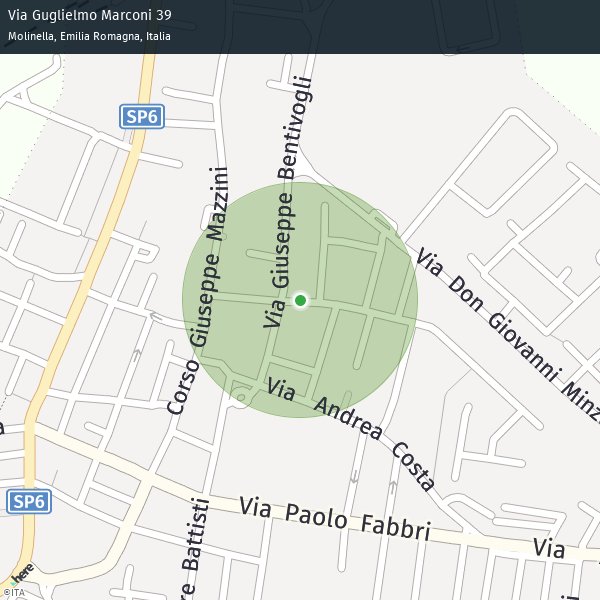 Via Guglielmo Marconi 39
Molinella, Emilia Romagna, Italia
SP6
Via Giuseppe Bentivogli
Corso Giuseppe Mazzini
Via Don Giovanni Minz
Via Andrea Costa
a
SP6
Via Paolo Fabbri
Via
re Battisti
here
©ITA